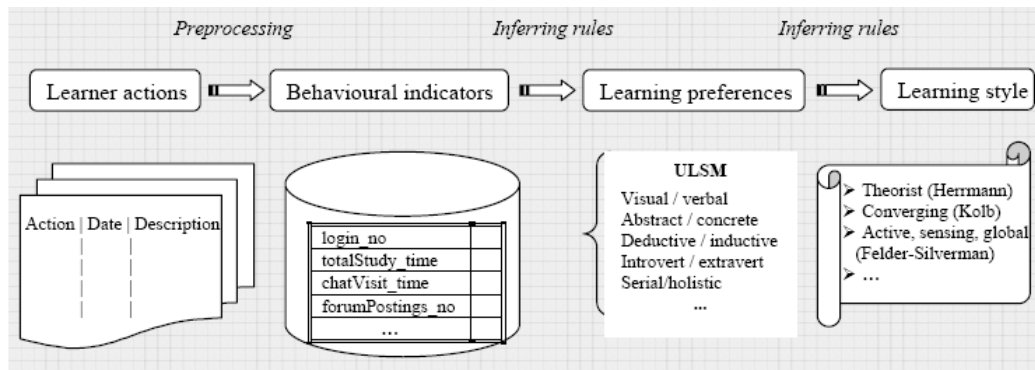 Preprocessing
Inferring rules
Inferring rules
Learner actions
Behavioural indicators
Learning preferences
Learning style
Action | Date | Description
login_no
totalStudy_time
chatVisit_time
forumPostings_no
...
ULSM
Visual / verbal
Abstract / concrete
Deductive / inductive
Introvert / extravert
Serial/holistic
...
➢ Theorist (Herrmann)
➢ Converging (Kolb)
➢ Active, sensing, global
(Felder-Silverman)
➢ ...